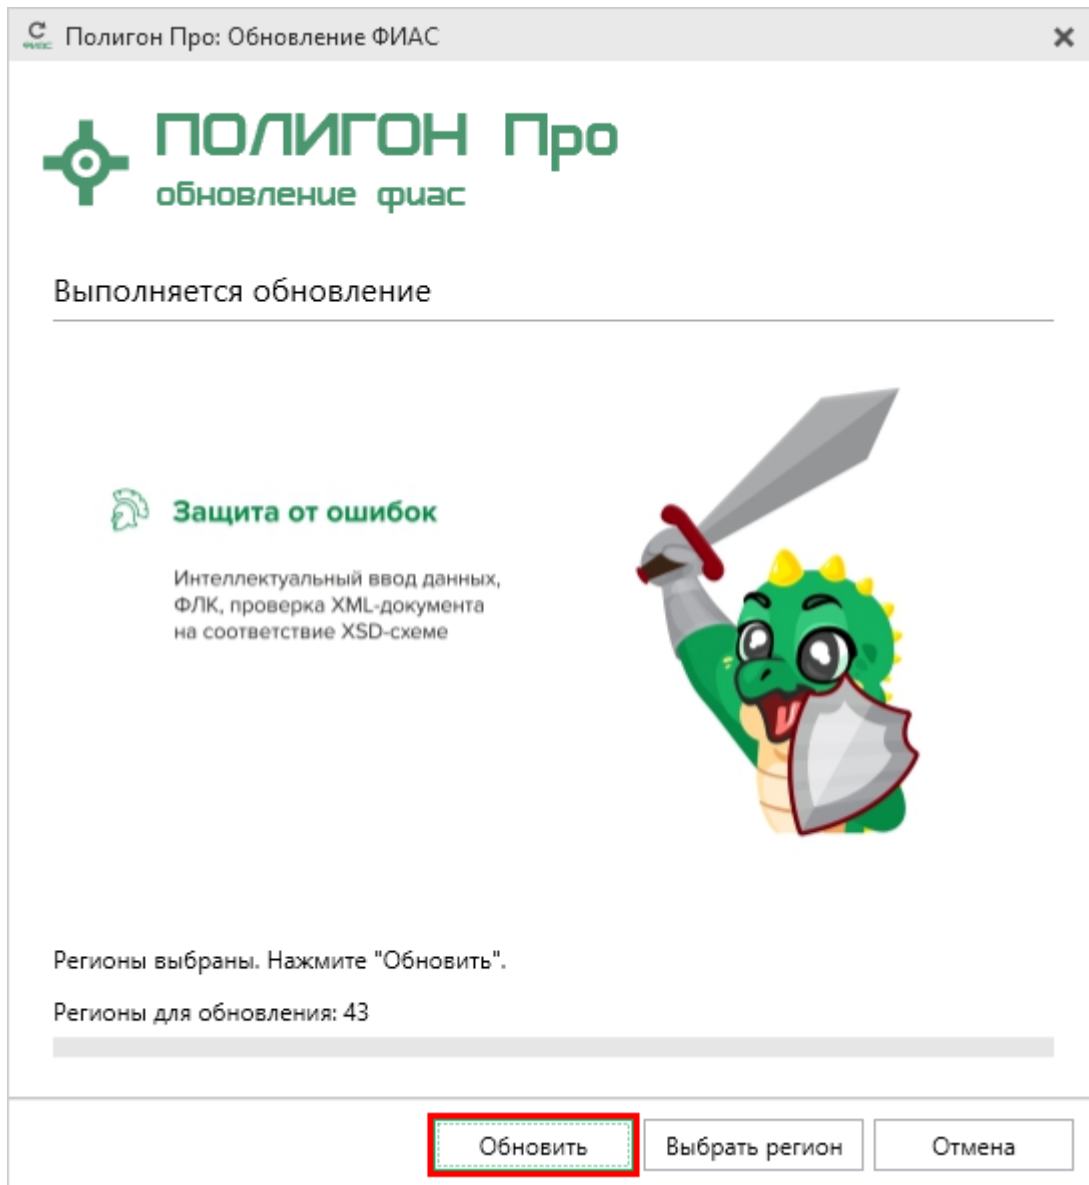 ФИАС
Полигон Про: Обновление ФИАС
ПОЛИГОН Про
обновление фиас
Выполняется обновление
Защита от ошибок
Интеллектуальный ввод данных,
ФЛК, проверка XML-документа
на соответствие XSD-схеме
Регионы выбраны. Нажмите "Обновить".
Регионы для обновления: 43
Обновить
Выбрать регион
Отмена